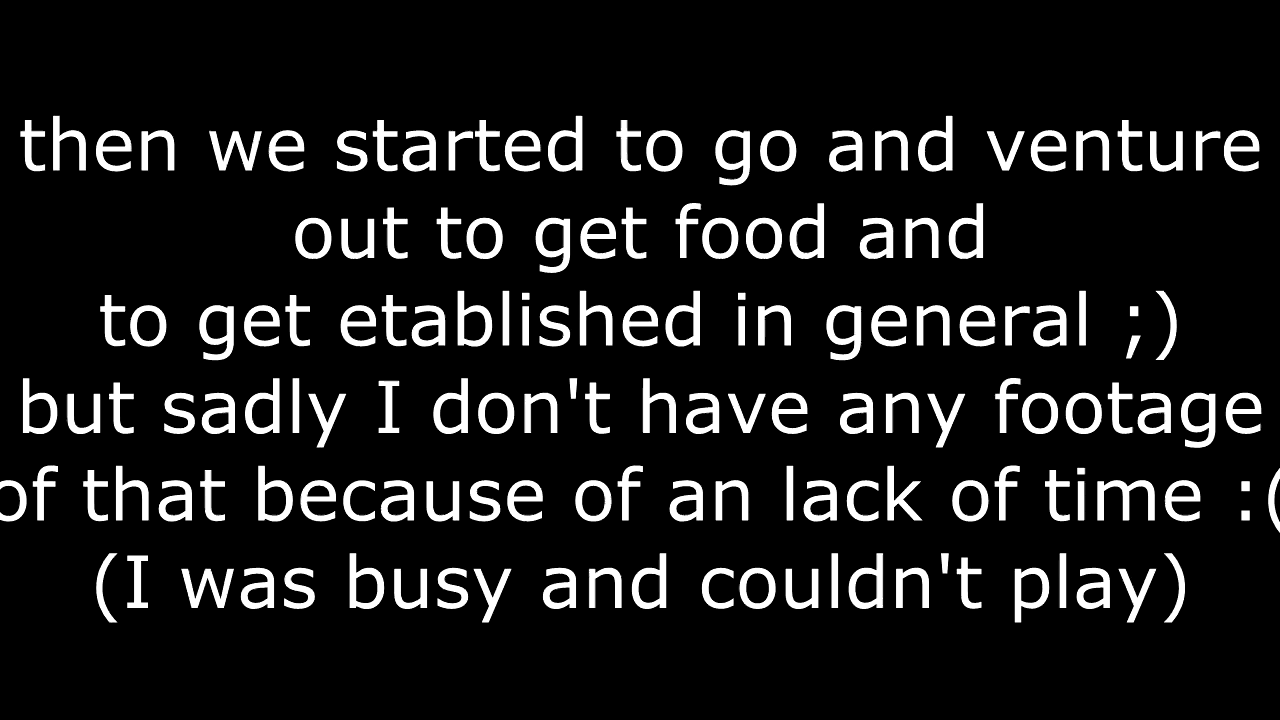 then we started to go and venture
out to get food and
to get etablished in general ;)
but sadly I don't have any footage
of that because of an lack of time :(
(I was busy and couldn't play)